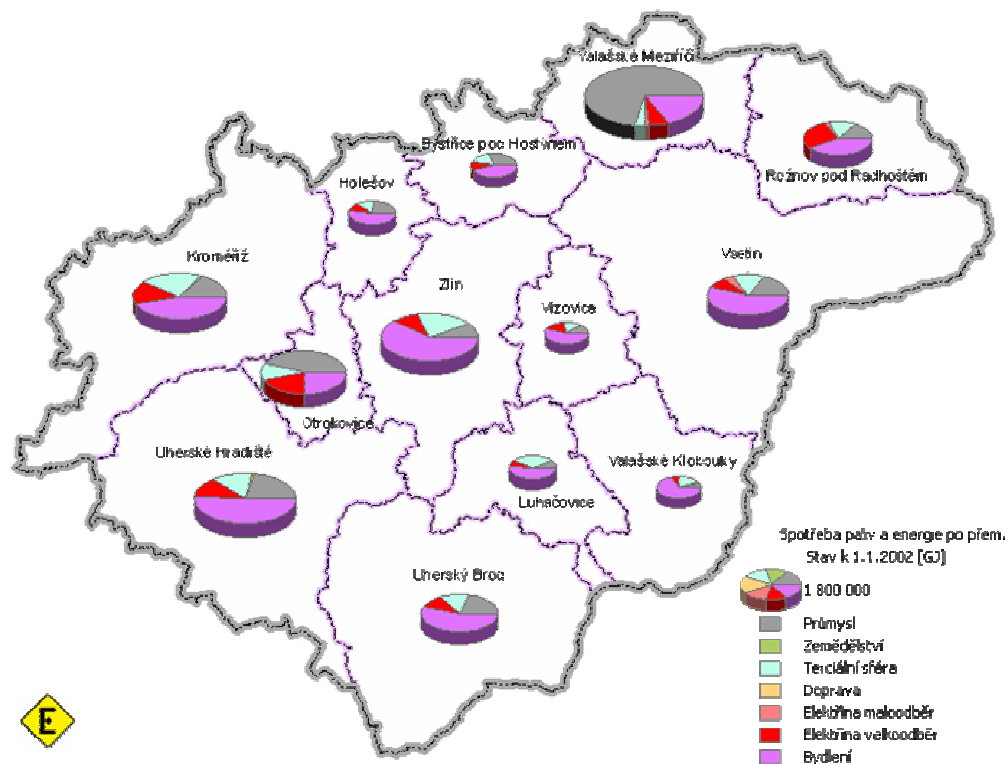 Valašské Meziříčí
Bystřice pod Hostýnem
Holešov
Rožnov pod Radhoštěm
Kroměříž
Zlín
Vsetín
Vizovice
Otrokovice
Uherské Hradiště
Valašské Klobouky
Luhačovice
Uherský Brod
Spotřeba paliv a energie po přem.
Stav k 1.1.2002 [GJ]
1 800 000
Průmysl
Zemědělství
Terciální sféra
Doprava
Elektřina maloodběr
Elektřina velkoodběr
Bydlení
E